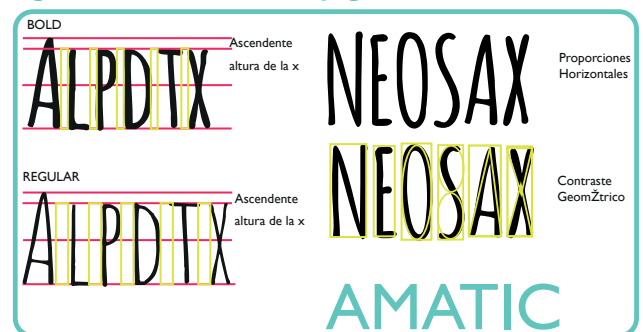 BOLD
ALPDTX
Ascendente
altura de la x
REGULAR
ALPDTX
Ascendente
altura de la x
NEOSAX
Proporciones
Horizontales
NEOSAX
Contraste
GeomŽtrico
AMATIC